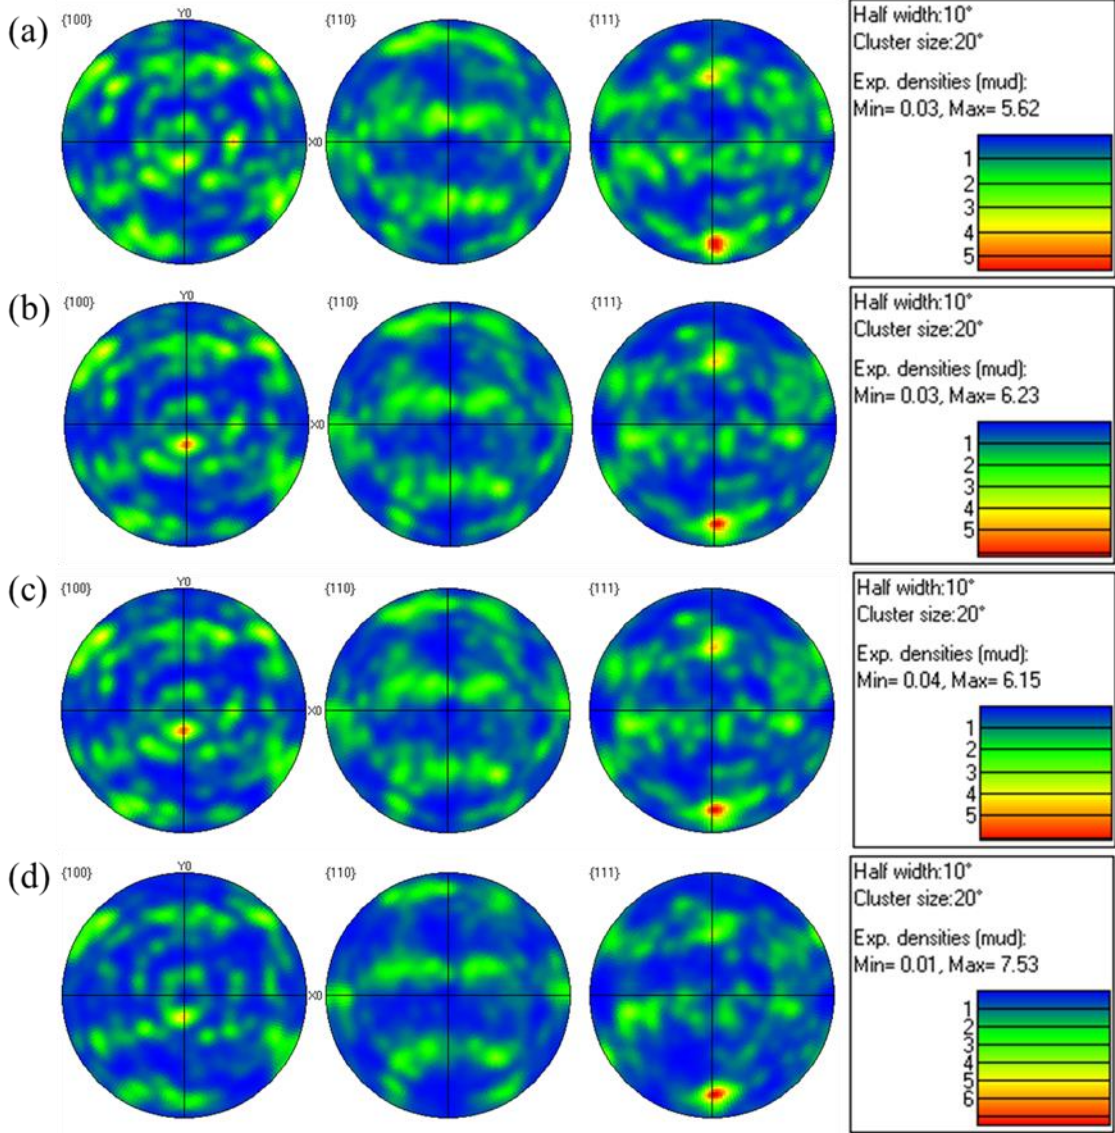 (a)
{100}
Y0
X0
{110}
{111}
Half width:10°
Cluster size:20°
Exp. densities (mud):
Min= 0.03, Max= 5.62
1
2
3
4
5
(b)
{100}
Y0
X0
{110}
{111}
Half width:10°
Cluster size:20°
Exp. densities (mud):
Min= 0.03, Max= 6.23
1
2
3
4
5
(c)
{100}
Y0
X0
{110}
{111}
Half width:10°
Cluster size:20°
Exp. densities (mud):
Min= 0.04, Max= 6.15
1
2
3
4
5
(d)
{100}
Y0
X0
{110}
{111}
Half width:10°
Cluster size:20°
Exp. densities (mud):
Min= 0.01, Max= 7.53
1
2
3
4
5
6